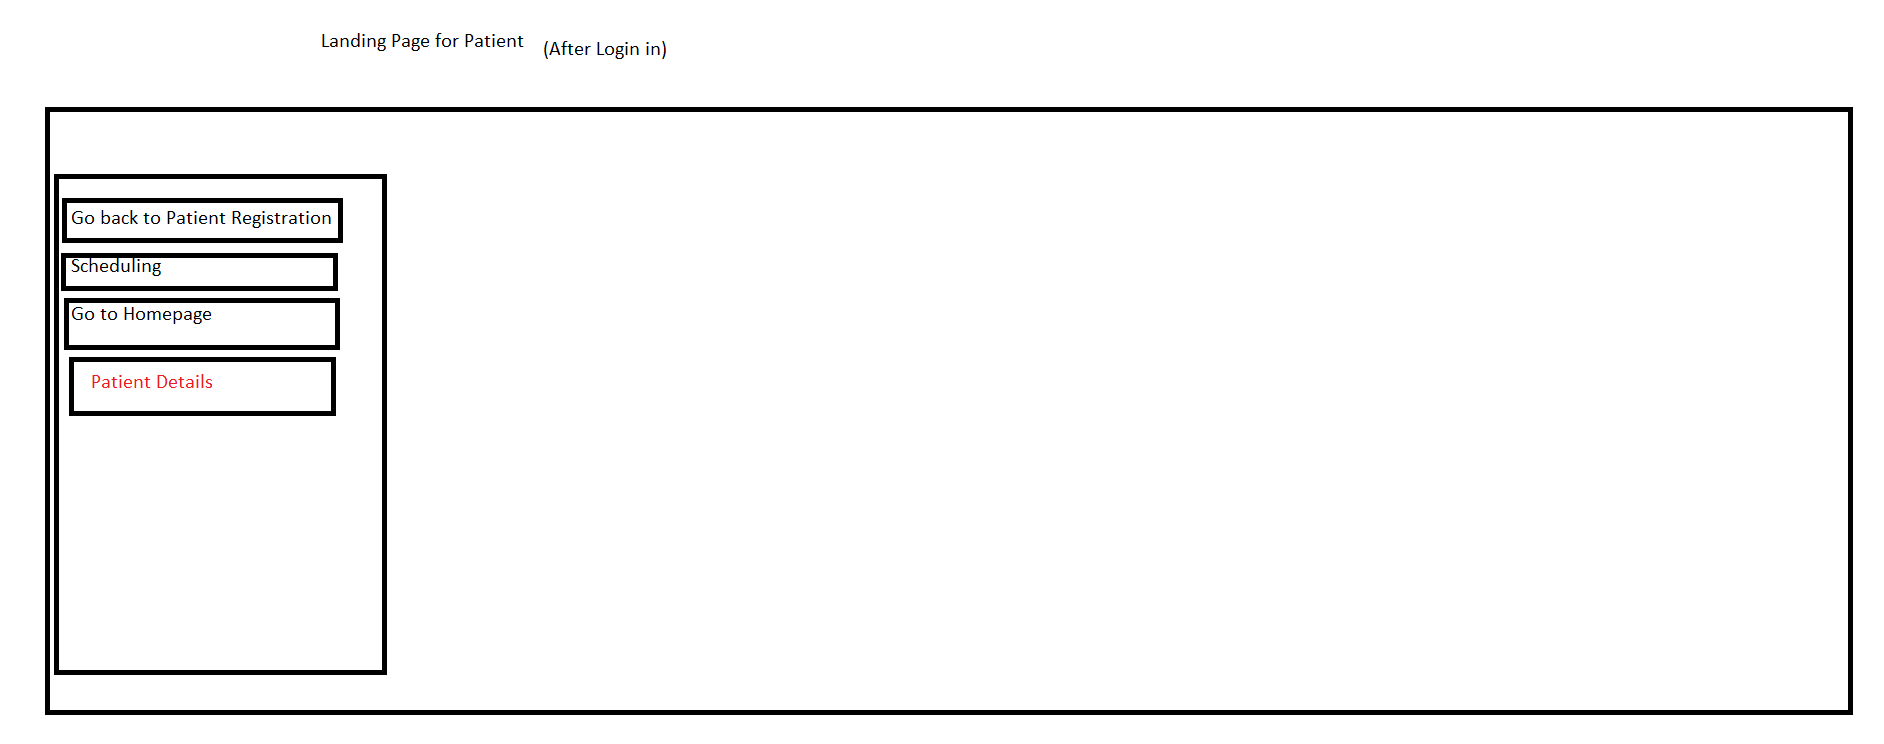 Landing Page for Patient (After Login in)
Go back to Patient Registration
Scheduling
Go to Homepage
Patient Details